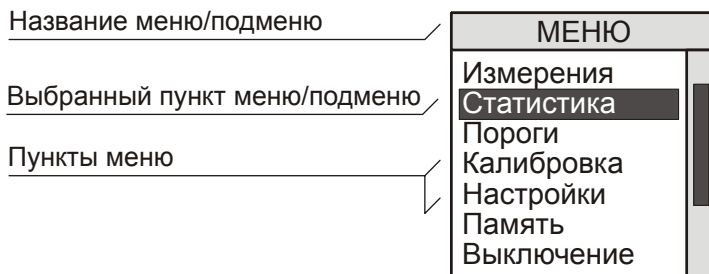 Название меню/подменю
МЕНЮ
Измерения
Выбранный пункт меню/подменю
Статистика
Пороги
Пункты меню
Калибровка
Настройки
Память
Выключение